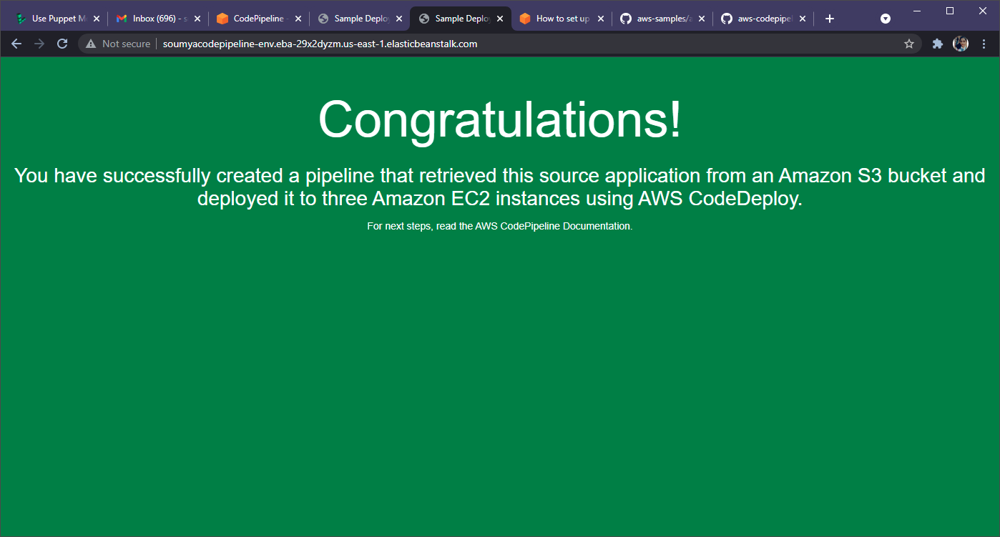 Use Puppet M
Inbox (696) - s
CodePipeline -
Sample Deplo
Sample Deplo
How to set up
aws-samples/a
aws-codepipel
Not secure
soumyacodepipeline-env.eba-29x2dyzm.us-east-1.elasticbeanstalk.com
Congratulations!
You have successfully created a pipeline that retrieved this source application from an Amazon S3 bucket and
deployed it to three Amazon EC2 instances using AWS CodeDeploy.
For next steps, read the AWS CodePipeline Documentation.